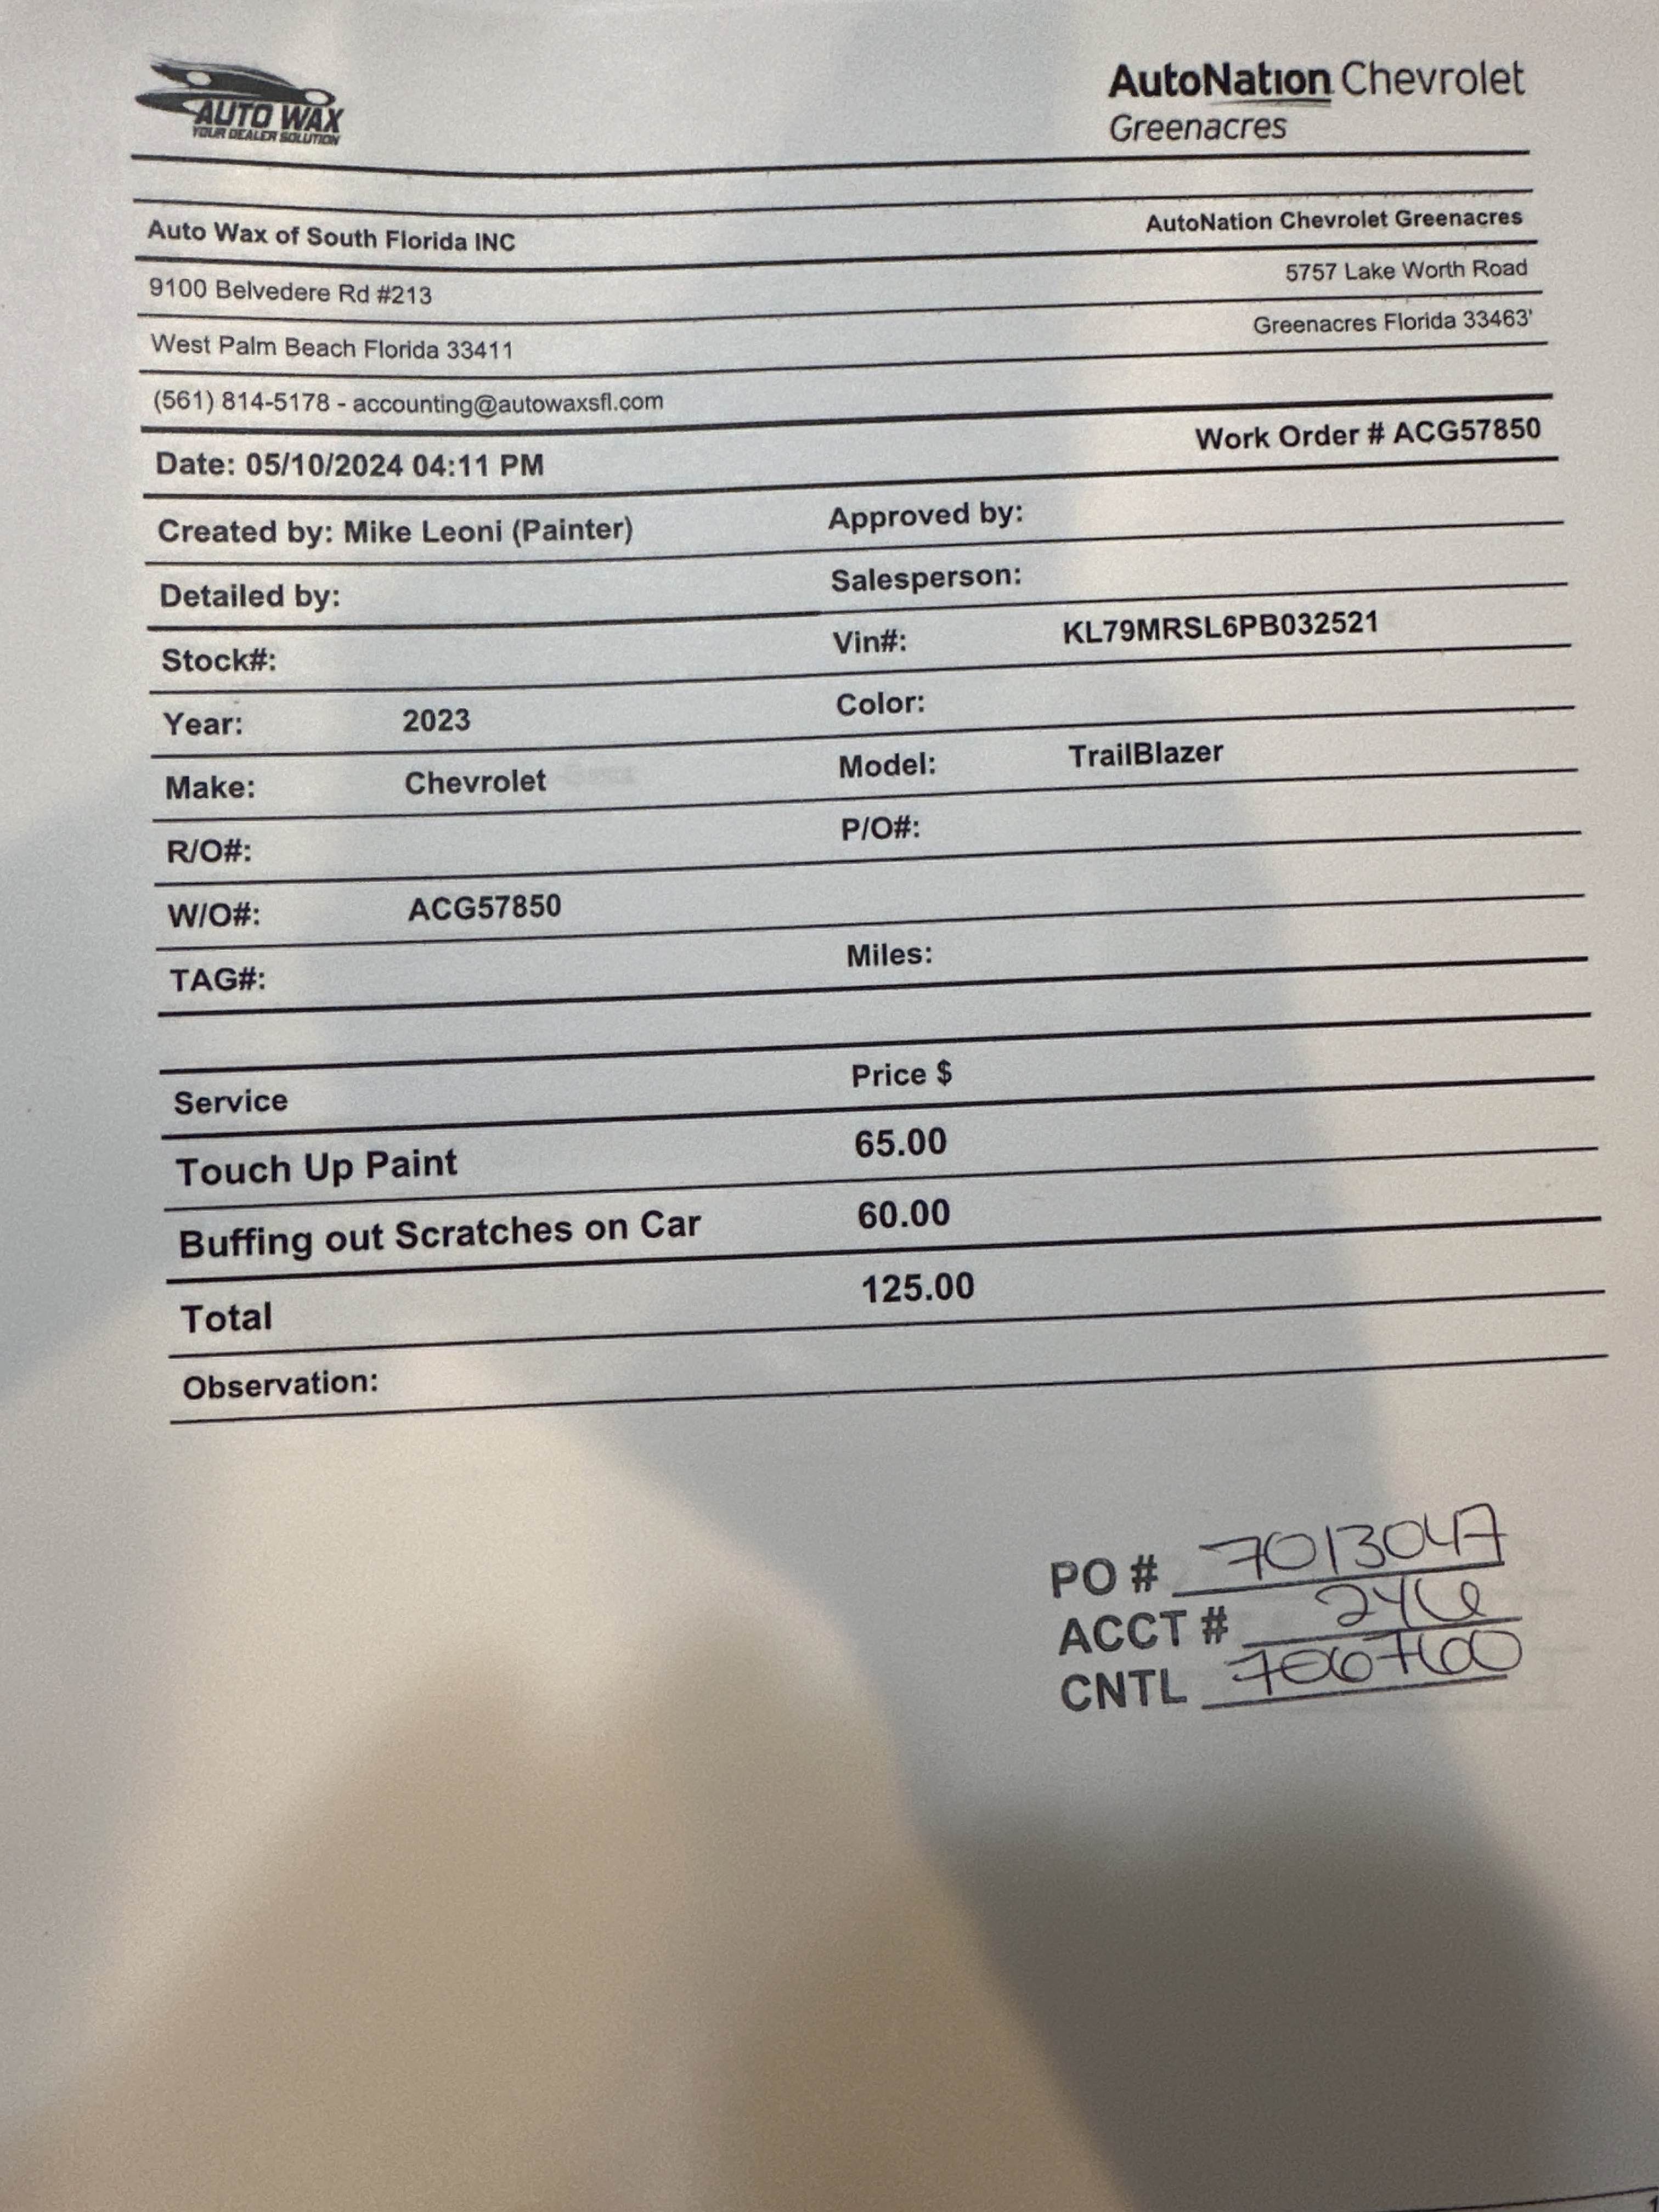 AUTO WAX
YOUR DEALER SOLUTION
AutoNation Chevrolet
Greenacres
Auto Wax of South Florida INC
AutoNation Chevrolet Greenacres
9100 Belvedere Rd #213
5757 Lake Worth Road
West Palm Beach Florida 33411
Greenacres Florida 33463'
(561) 814-5178 - accounting@autowaxsfl.com
Date: 05/10/2024 04:11 PM
Work Order # ACG57850
Created by: Mike Leoni (Painter)
Approved by:
Detailed by:
Salesperson:
Stock#:
Vin#: KL79MRSL6PB032521
Year: 2023
Color:
Make: Chevrolet
Model: TrailBlazer
R/O#:
P/O#:
W/O#: ACG57850
TAG#:
Miles:
Service Price $
Touch Up Paint 65.00
Buffing out Scratches on Car 60.00
Total 125.00
Observation:
PO # 7013047
ACCT # 246
CNTL 706760